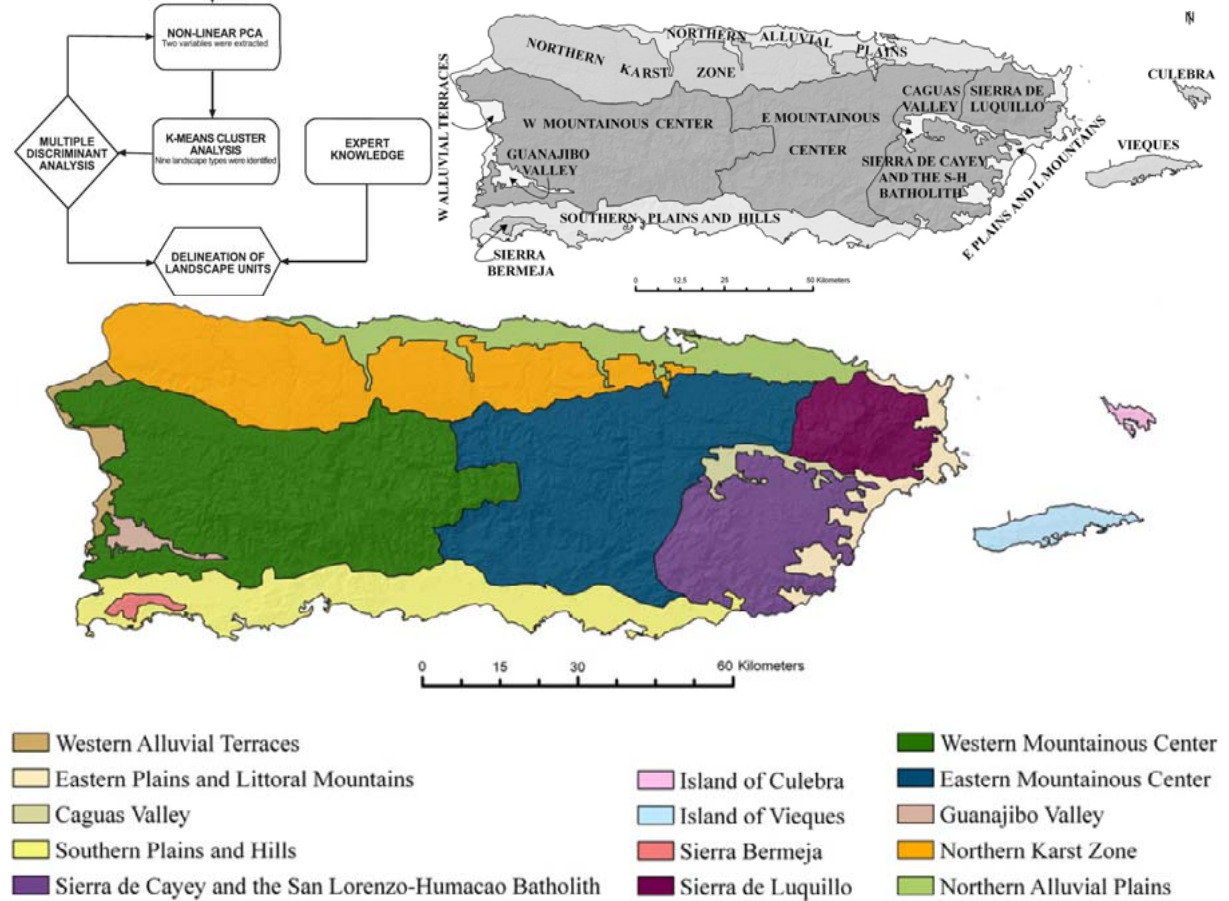 NON-LINEAR PCA
Two variables were extracted
MULTIPLE
DISCRIMINANT
ANALYSIS
K-MEANS CLUSTER
ANALYSIS
Nine landscape types were identified
EXPERT
KNOWLEDGE
DELINEATION OF
LANDSCAPE UNITS
N
NORTHERN ALLUVIAL PLAINS
NORTHERN KARST ZONE
W ALLUVIAL TERRACES
W MOUNTAINOUS CENTER
E MOUNTAINOUS
CENTER
CAGUAS
VALLEY
SIERRA DE
LUQUILLO
CULEBRA
VIEQUES
GUANAJIBO
VALLEY
SIERRA DE CAYEY
AND THE S-H
BATHOLITH
E PLAINS AND L MOUNTAINS
SOUTHERN PLAINS AND HILLS
SIERRA
BERMEJA
0 12,5 25 50 Kilometers
0 15 30 60 Kilometers
Western Alluvial Terraces
Eastern Plains and Littoral Mountains
Caguas Valley
Southern Plains and Hills
Sierra de Cayey and the San Lorenzo-Humacao Batholith
Island of Culebra
Island of Vieques
Sierra Bermeja
Sierra de Luquillo
Western Mountainous Center
Eastern Mountainous Center
Guanajibo Valley
Northern Karst Zone
Northern Alluvial Plains